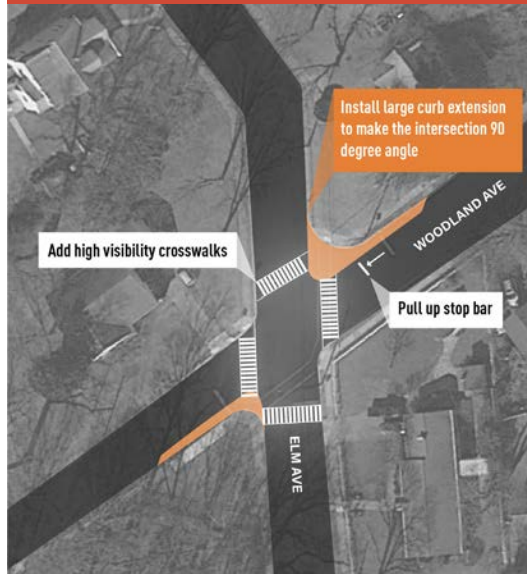 Install large curb extension
to make the intersection 90
degree angle
WOODLAND AVE
Add high visibility crosswalks
Pull up stop bar
ELM AVE